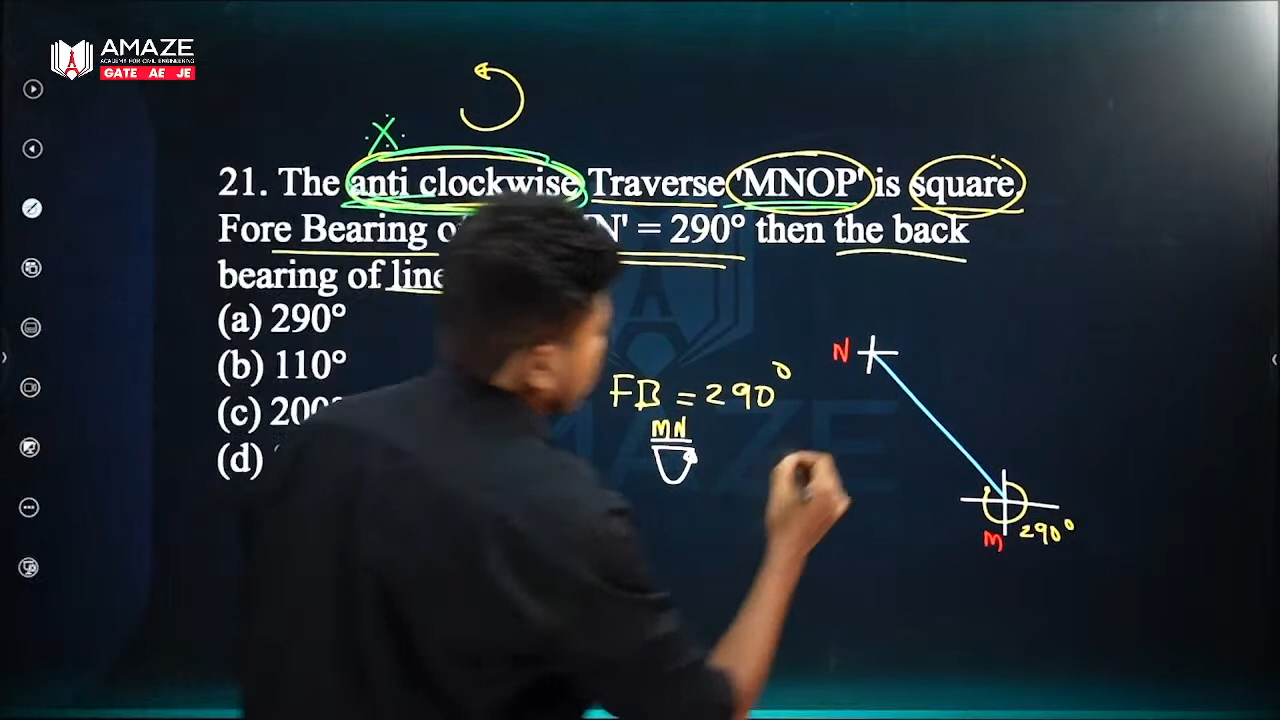 AMAZE
ACADEMY FOR CIVIL ENGINEERING
GATE AE JE
X
21. The anti clockwise Traverse 'MNOP' is square
Fore Bearing N' = 290° then the back
bearing of line
(a) 290°
(b) 110°
(c) 200°
(d)
FB = 290°
MN
N
M
290°